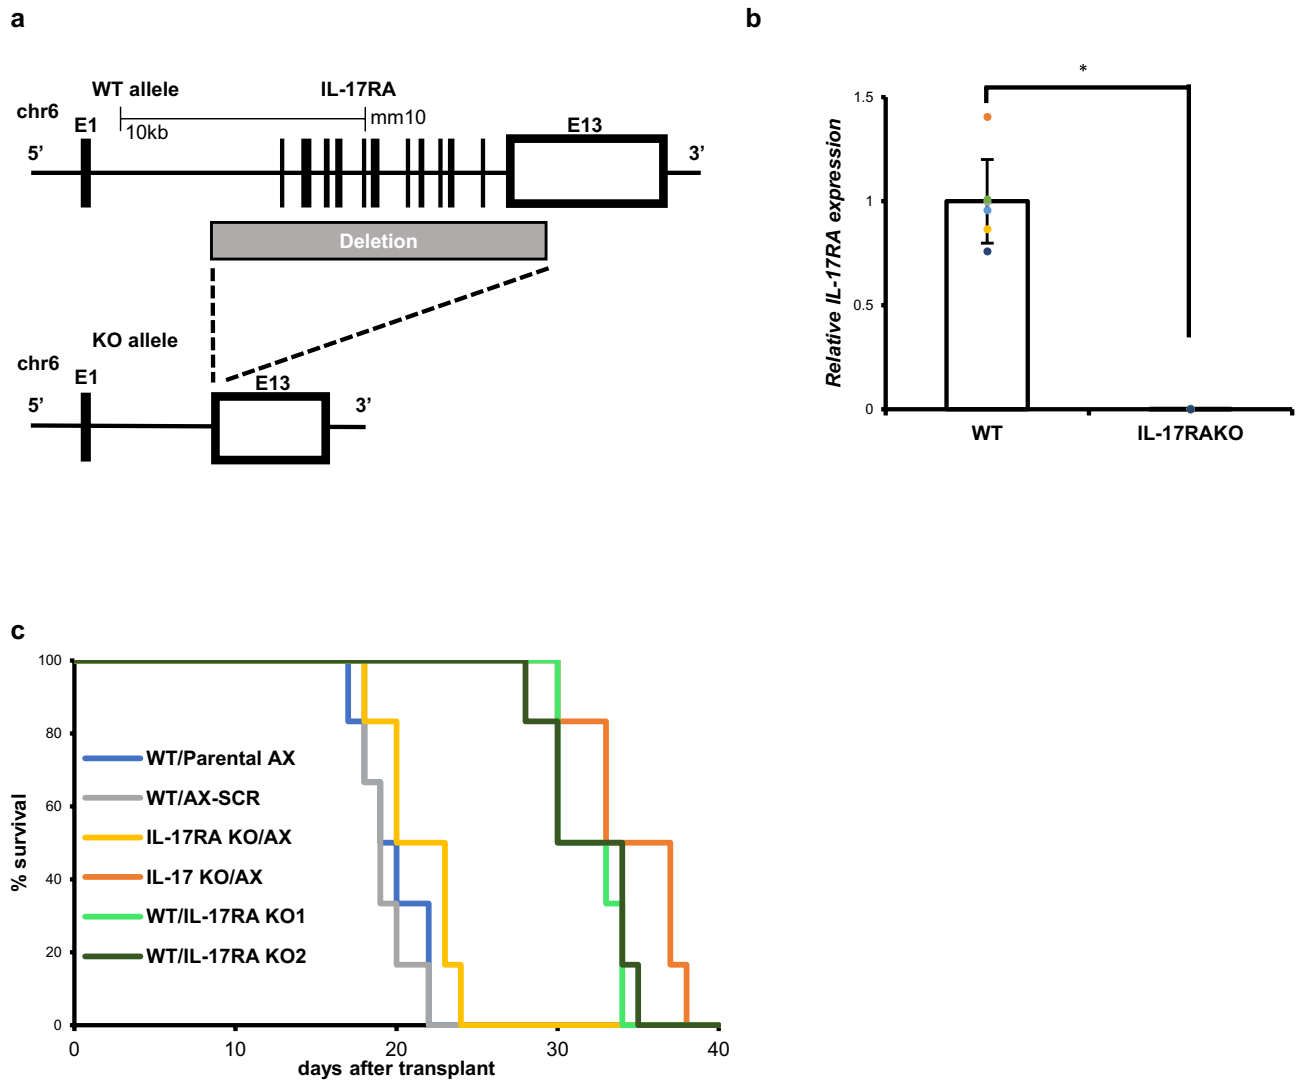 a
WT allele
IL-17RA
chr6
E1
10kb
mm10
E13
5’
3’
Deletion
KO allele
chr6
E1
E13
5’
3’
b
*
Relative IL-17RA expression
1.5
1
0.5
0
WT
IL-17RAKO
c
% survival
100
80
60
40
20
0
WT/Parental AX
WT/AX-SCR
IL-17RA KO/AX
IL-17 KO/AX
WT/IL-17RA KO1
WT/IL-17RA KO2
0
10
20
30
40
days after transplant